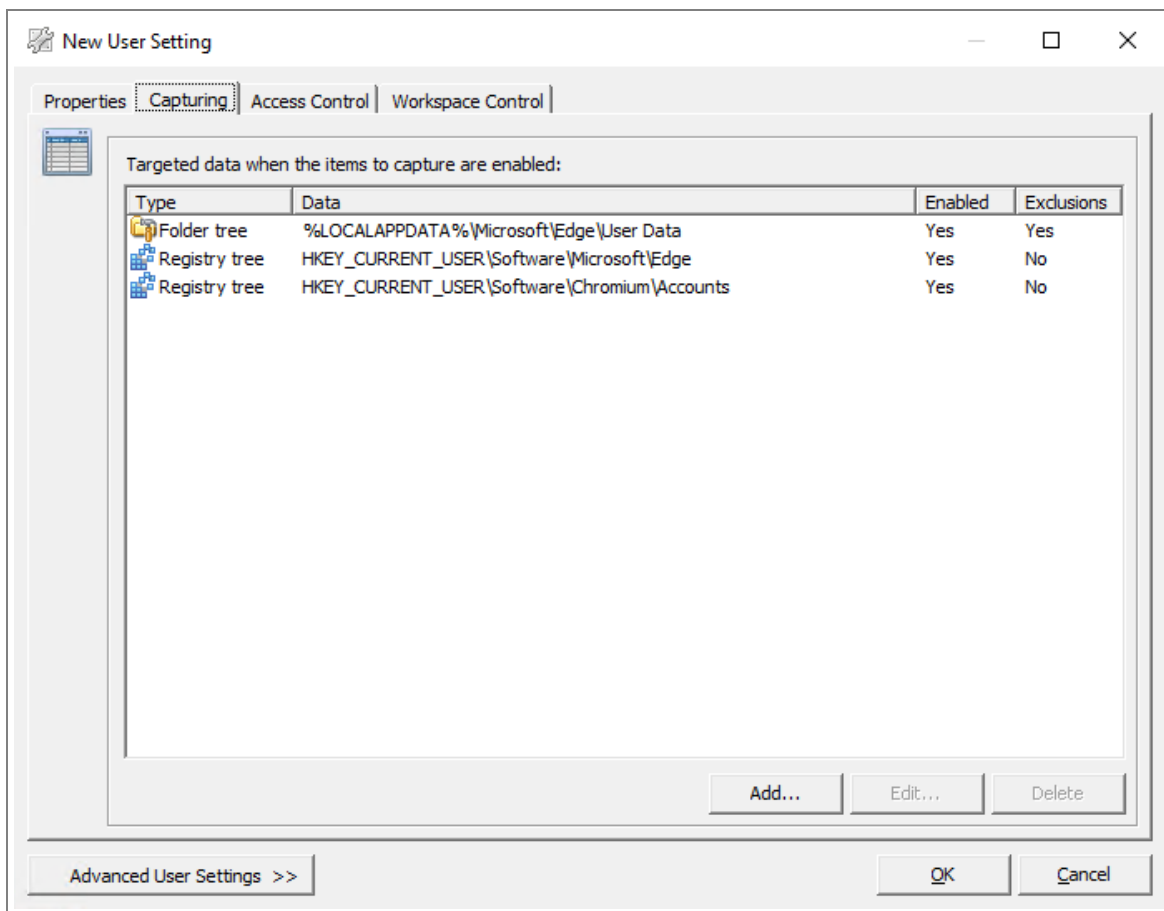 New User Setting
Properties Capturing Access Control Workspace Control
Targeted data when the items to capture are enabled:
Type Data Enabled Exclusions
Folder tree %LOCALAPPDATA%\Microsoft\Edge\User Data Yes Yes
Registry tree HKEY_CURRENT_USER\Software\Microsoft\Edge Yes No
Registry tree HKEY_CURRENT_USER\Software\Chromium\Accounts Yes No
Add... Edit... Delete
Advanced User Settings >> OK Cancel